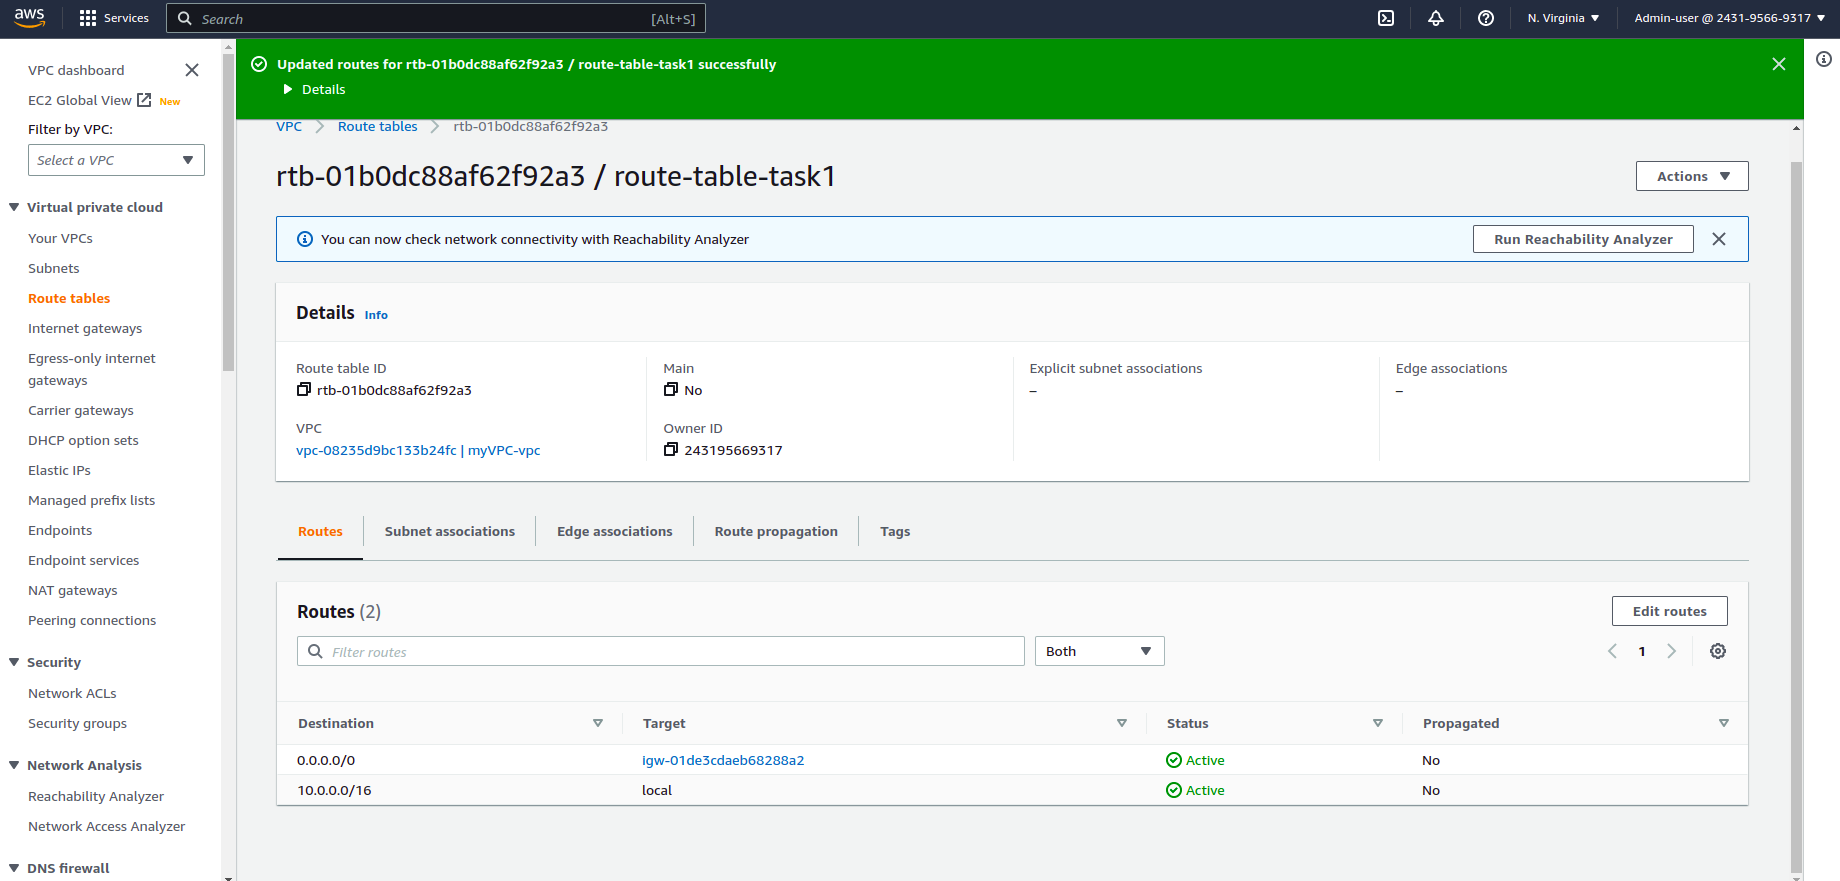 aws
Services
Search
[Alt+S]
N. Virginia
Admin-user @ 2431-9566-9317
VPC dashboard
EC2 Global View
New
Filter by VPC:
Select a VPC
Virtual private cloud
Your VPCs
Subnets
Route tables
Internet gateways
Egress-only internet
gateways
Carrier gateways
DHCP option sets
Elastic IPs
Managed prefix lists
Endpoints
Endpoint services
NAT gateways
Peering connections
Security
Network ACLs
Security groups
Network Analysis
Reachability Analyzer
Network Access Analyzer
DNS firewall
Updated routes for rtb-01b0dc88af62f92a3 / route-table-task1 successfully
Details
VPC
Route tables
rtb-01b0dc88af62f92a3
rtb-01b0dc88af62f92a3 / route-table-task1
Actions
You can now check network connectivity with Reachability Analyzer
Run Reachability Analyzer
Details Info
Route table ID
rtb-01b0dc88af62f92a3
Main
No
Explicit subnet associations
–
Edge associations
–
VPC
vpc-08235d9bc133b24fc | myVPC-vpc
Owner ID
243195669317
Routes
Subnet associations
Edge associations
Route propagation
Tags
Routes (2)
Edit routes
Filter routes
Both
1
Destination
Target
Status
Propagated
0.0.0.0/0
igw-01de3cdaeb68288a2
Active
No
10.0.0.0/16
local
Active
No